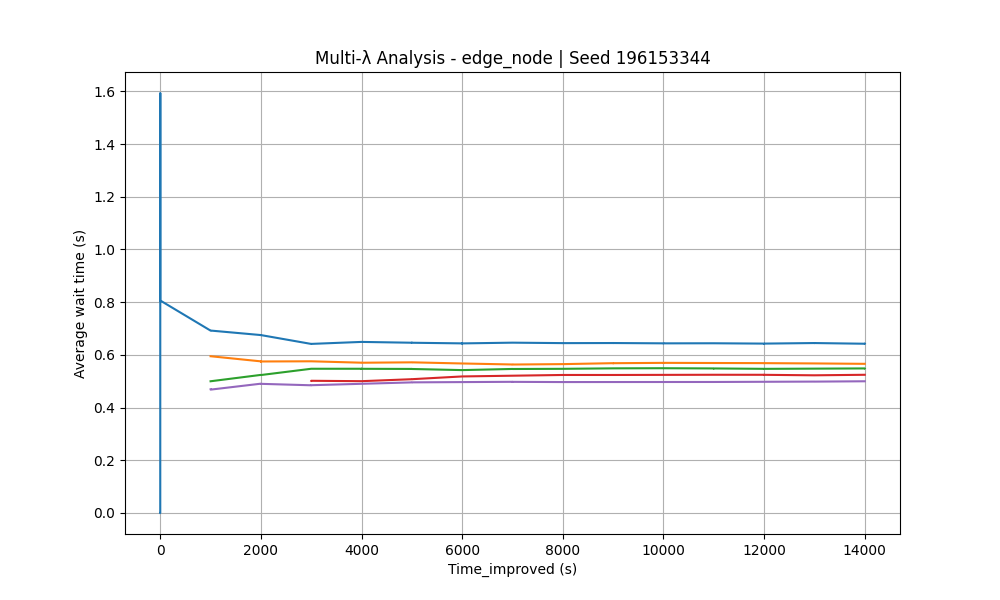 Multi-λ Analysis - edge_node | Seed 196153344
Average wait time (s)
1.6
1.4
1.2
1.0
0.8
0.6
0.4
0.2
0.0
0 2000 4000 6000 8000 10000 12000 14000
Time_improved (s)